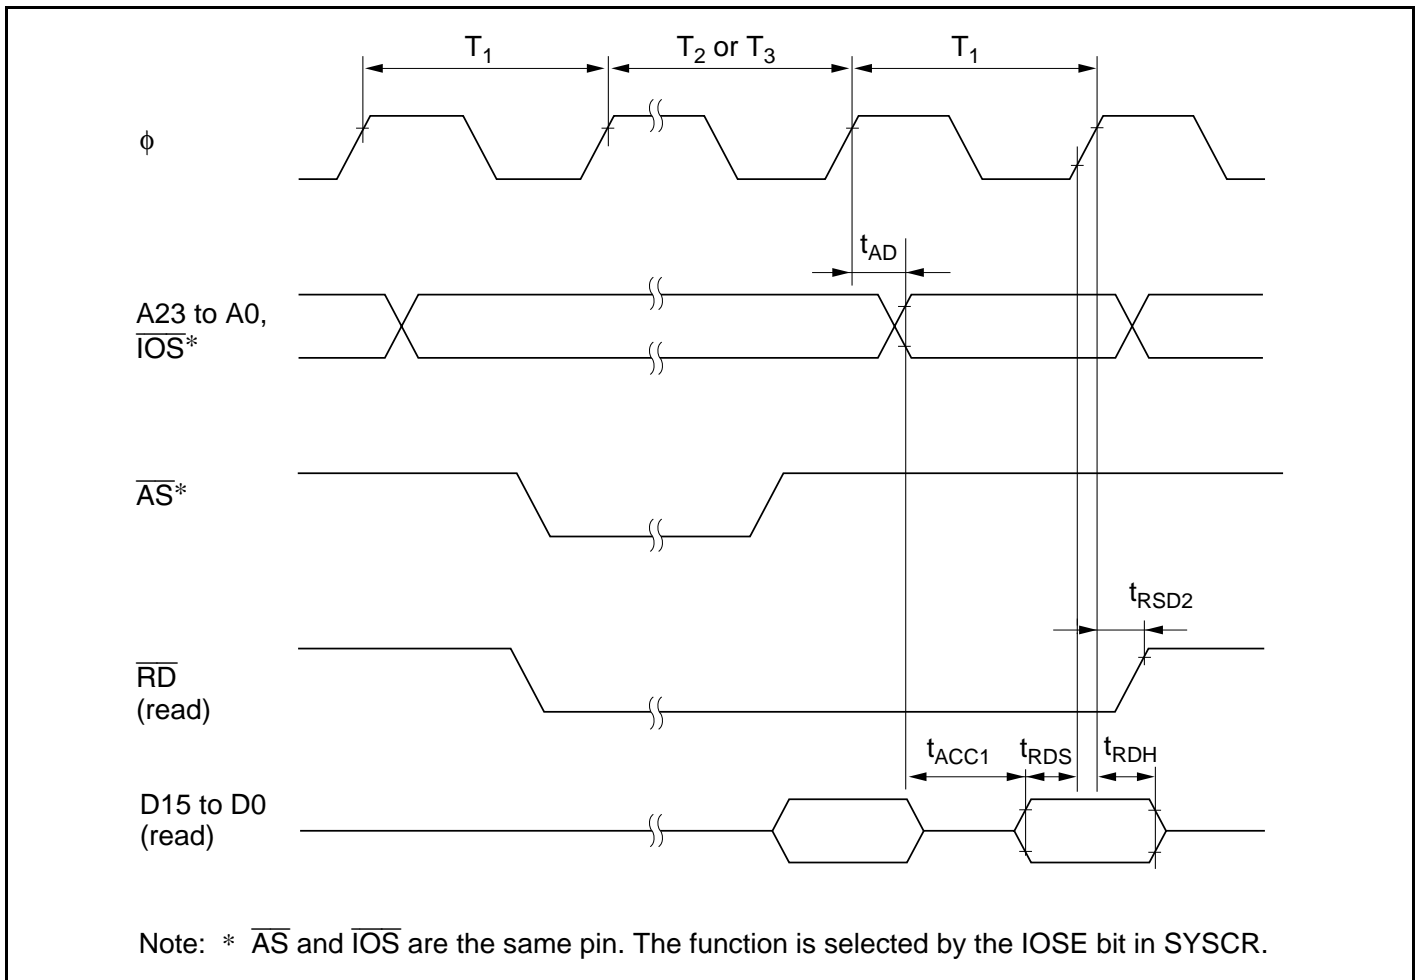 T1 T2 or T3 T1
φ
tAD
A23 to A0,
IOS*
AS*
tRSD2
RD
(read)
tACC1 tRDS tRDH
D15 to D0
(read)
Note: * AS and IOS are the same pin. The function is selected by the IOSE bit in SYSCR.